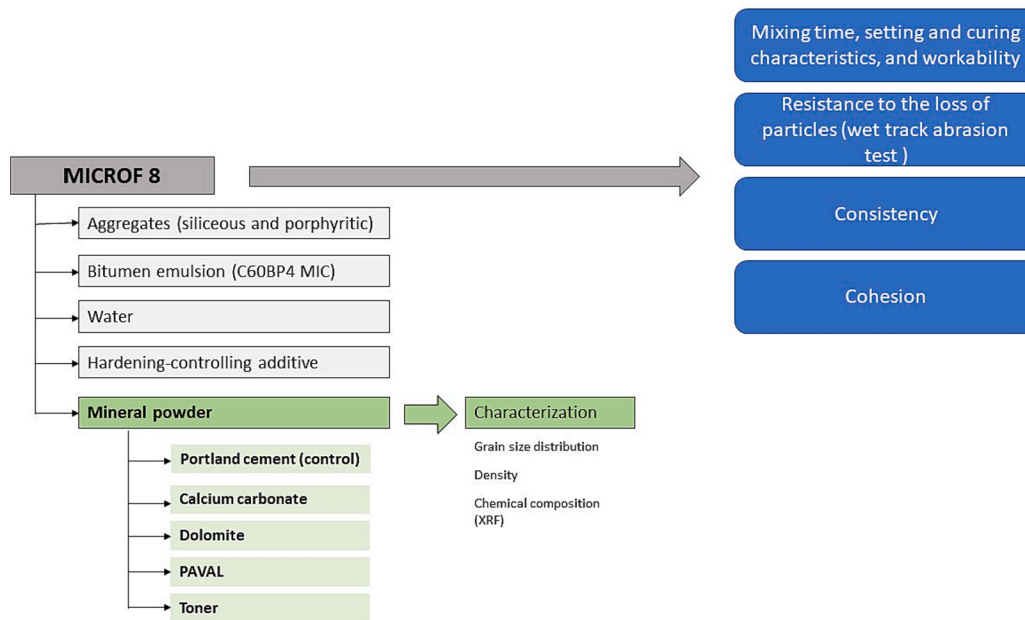 Mixing time, setting and curing
characteristics, and workability
Resistance to the loss of
particles (wet track abrasion
test )
Consistency
Cohesion
MICROF 8
Aggregates (siliceous and porphyritic)
Bitumen emulsion (C60BP4 MIC)
Water
Hardening-controlling additive
Mineral powder
Portland cement (control)
Calcium carbonate
Dolomite
PAVAL
Toner
Characterization
Grain size distribution
Density
Chemical composition
(XRF)